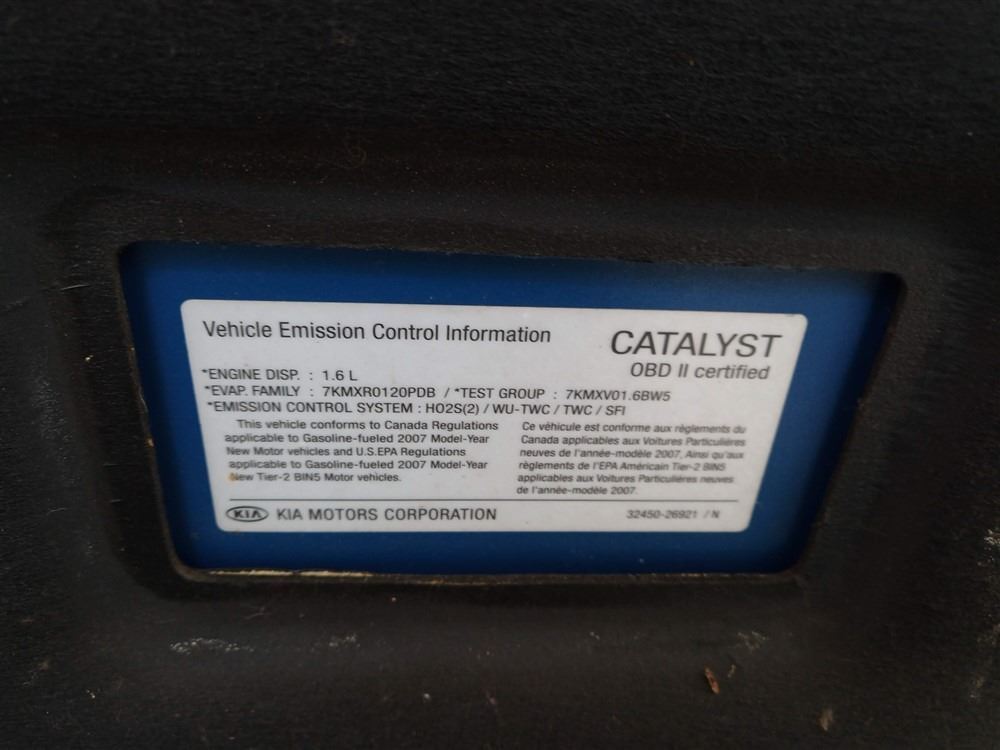 Vehicle Emission Control Information
CATALYST
OBD II certified
*ENGINE DISP. : 1.6 L
*EVAP. FAMILY : 7KMXR0120PDB / *TEST GROUP : 7KMXV01.6BW5
*EMISSION CONTROL SYSTEM : HO2S(2) / WU-TWC / TWC / SFI
This vehicle conforms to Canada Regulations
applicable to Gasoline-fueled 2007 Model-Year
New Motor vehicles and U.S.EPA Regulations
applicable to Gasoline-fueled 2007 Model-Year
New Tier-2 BIN5 Motor vehicles.
Ce véhicule est conforme aux règlements du
Canada applicables aux Voitures Particulières
neuves de l'année-modèle 2007, Ainsi qu'aux
règlements de l'EPA Américain Tier-2 BIN5
applicables aux Voitures Particulières neuves
de l'année-modèle 2007.
KIA KIA MOTORS CORPORATION
32450-26921 / N